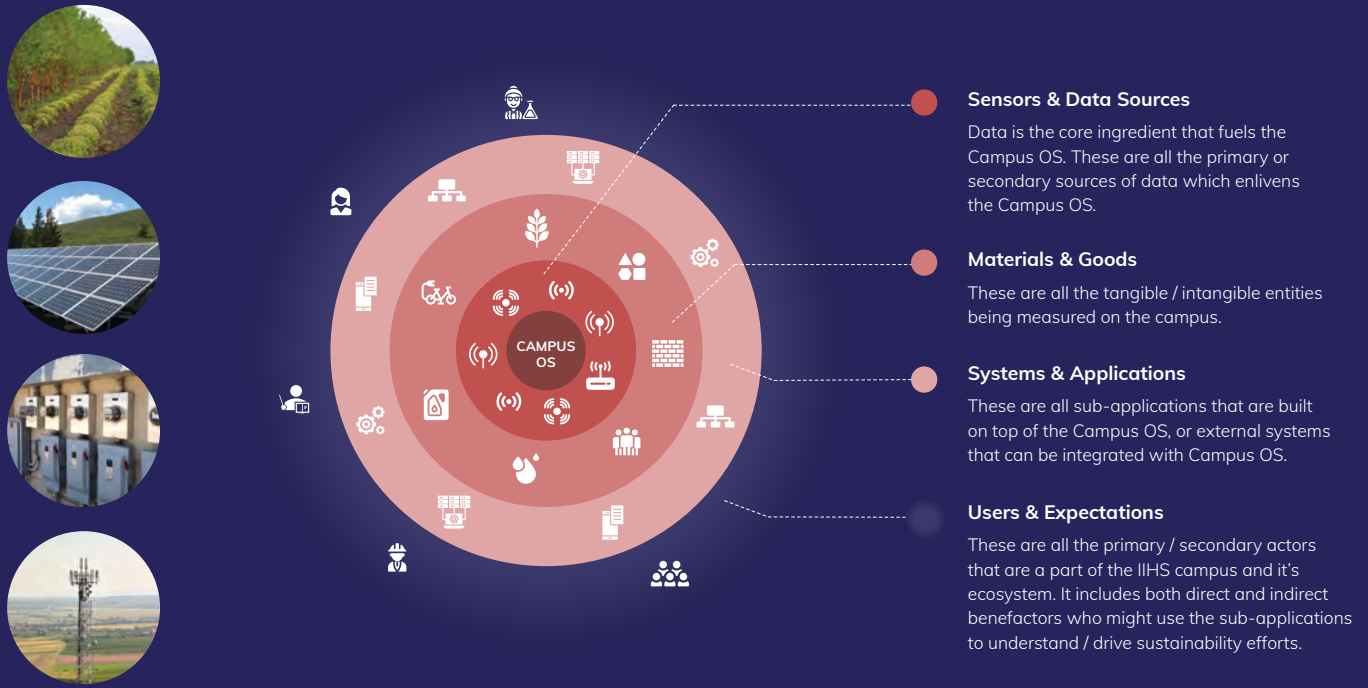 CAMPUS
OS
Sensors & Data Sources
Data is the core ingredient that fuels the
Campus OS. These are all the primary or
secondary sources of data which enlivens
the Campus OS.
Materials & Goods
These are all the tangible / intangible entities
being measured on the campus.
Systems & Applications
These are all sub-applications that are built
on top of the Campus OS, or external systems
that can be integrated with Campus OS.
Users & Expectations
These are all the primary / secondary actors
that are a part of the IIHS campus and it’s
ecosystem. It includes both direct and indirect
benefactors who might use the sub-applications
to understand / drive sustainability efforts.